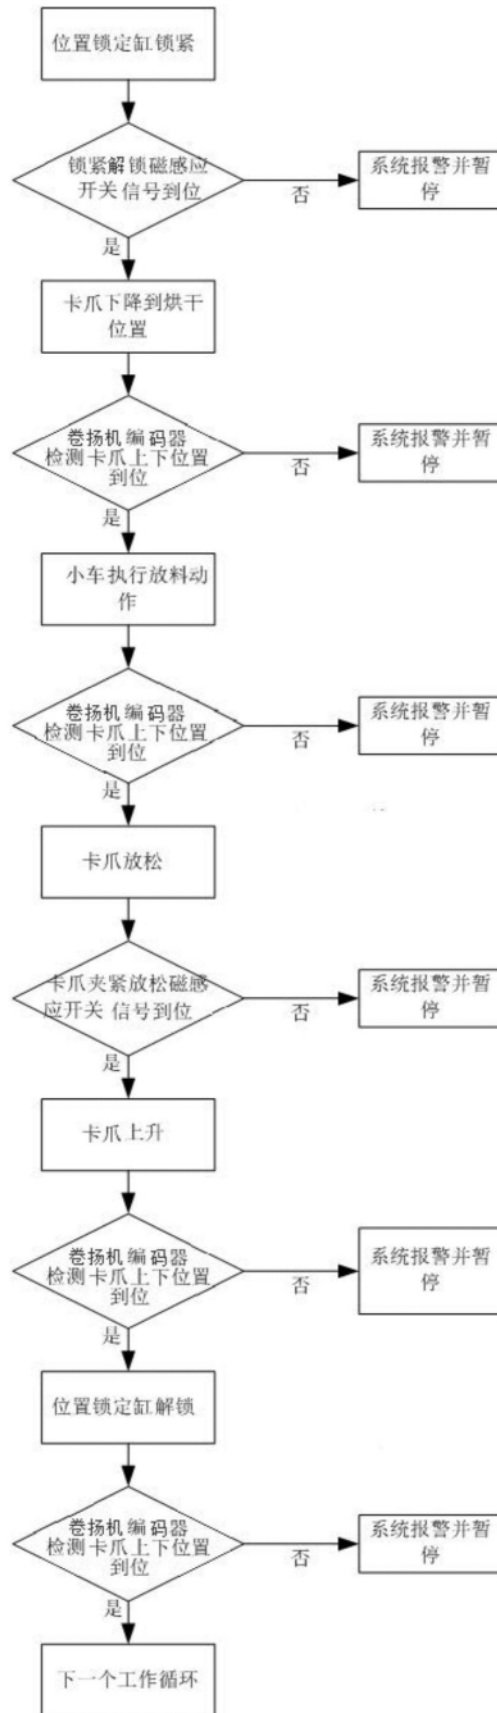 位置锁定缸锁紧
锁紧解锁磁感应
开关 信号到位
否
系统报警并暂
停
是
卡爪下降到烘干
位置
卷扬机编码器
检测卡爪上下位置
到位
否
系统报警并暂
停
是
小车执行放料动
作
卷扬机编码器
检测卡爪上下位置
到位
否
系统报警并暂
停
是
卡爪放松
卡爪夹紧放松磁感
应开关 信号到位
否
系统报警并暂
停
是
卡爪上升
卷扬机编码器
检测卡爪上下位置
到位
否
系统报警并暂
停
是
位置锁定缸解锁
卷扬机编码器
检测卡爪上下位置
到位
否
系统报警并暂
停
是
下一个工作循环